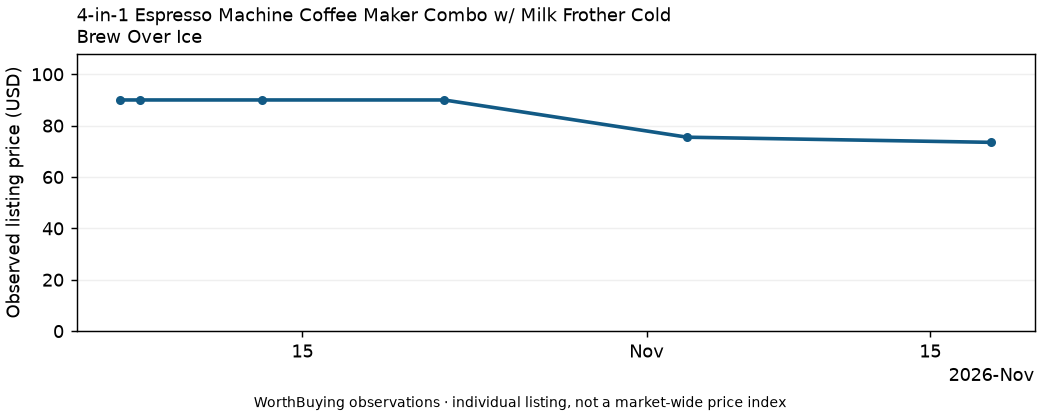 4-in-1 Espresso Machine Coffee Maker Combo w/ Milk Frother Cold
Brew Over Ice
Observed listing price (USD)
100
80
60
40
20
0
15
Nov
15
2026-Nov
WorthBuying observations · individual listing, not a market-wide price index